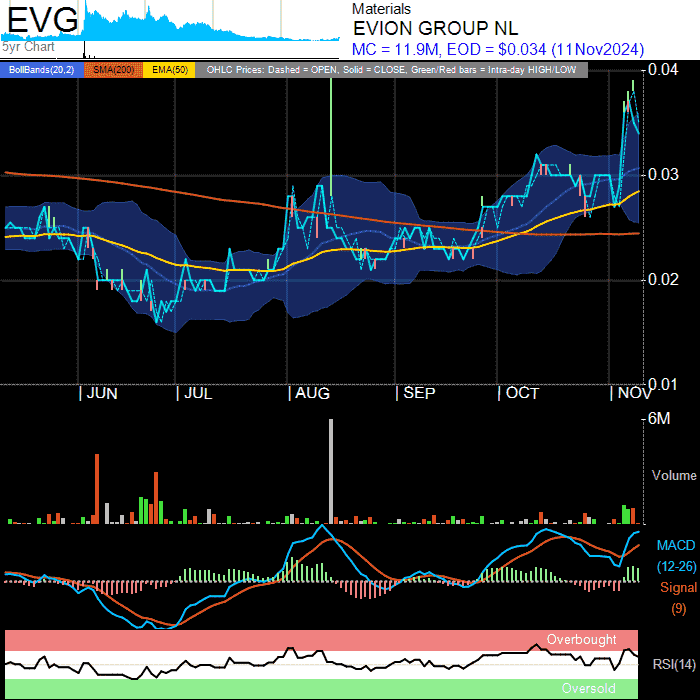 EVG
5yr Chart
Materials
EVION GROUP NL
MC = 11.9M, EOD = $0.034 (11Nov2024)
BollBands(20,2) SMA(200) EMA(50) OHLC Prices: Dashed = OPEN, Solid = CLOSE, Green/Red bars = Intra-day HIGH/LOW
0.04
0.03
0.02
0.01
| JUN | JUL | AUG | SEP | OCT | NOV
6M
Volume
MACD
(12-26)
Signal
(9)
Overbought
RSI(14)
Oversold